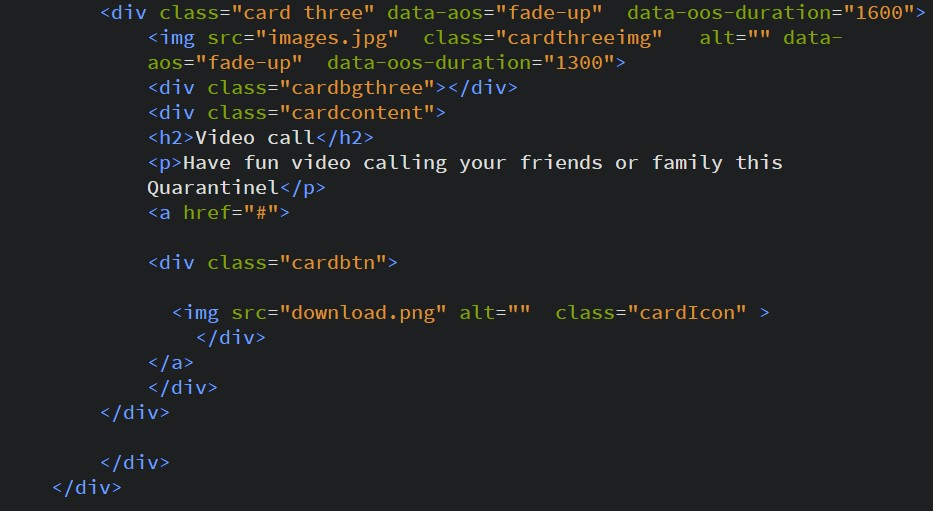 <div class="card three" data-aos="fade-up"  data-oos-duration="1600">
<img src="images.jpg"  class="cardthreeimg"   alt="" data-
aos="fade-up"  data-oos-duration="1300">
<div class="cardbgthree"></div>
<div class="cardcontent">
<h2>Video call</h2>
<p>Have fun video calling your friends or family this
Quarantinel</p>
<a href="#">
<div class="cardbtn">
<img src="download.png" alt=""  class="cardIcon" >
</div>
</a>
</div>
</div>
</div>
</div>